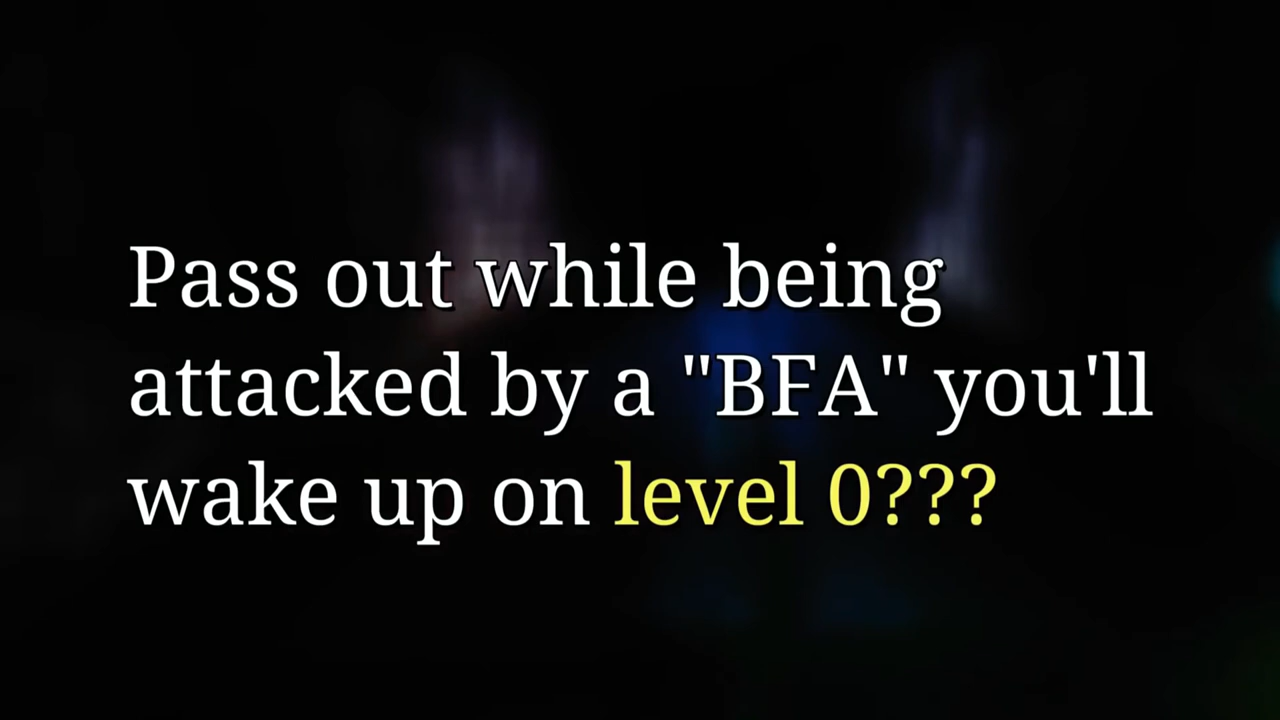 Pass out while being
attacked by a "BFA" you'll
wake up on level 0???